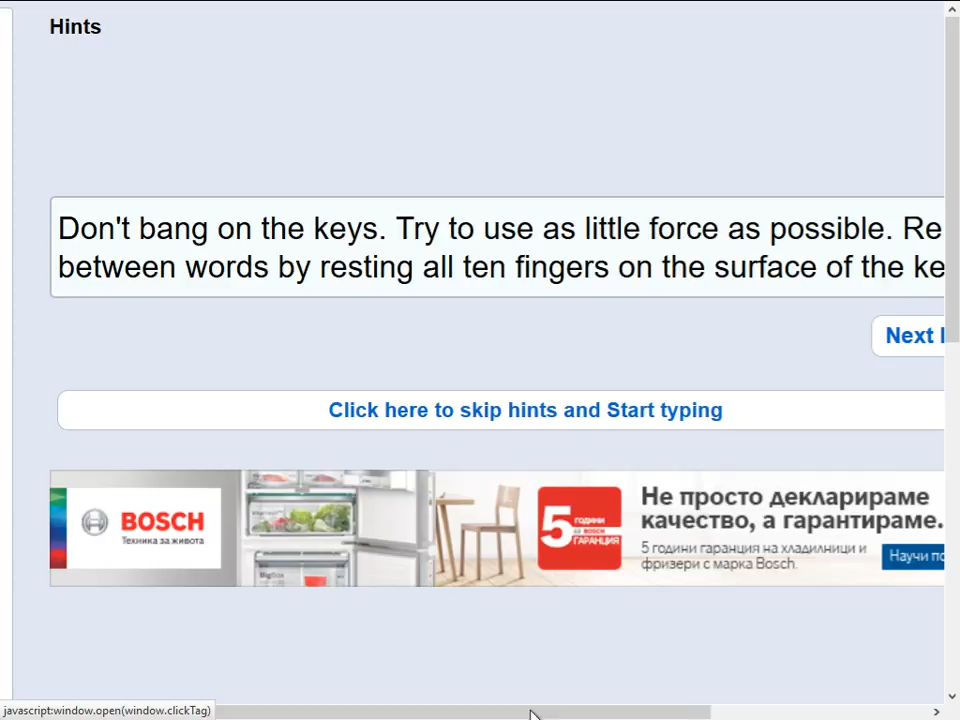 Hints
Don't bang on the keys. Try to use as little force as possible. Re
between words by resting all ten fingers on the surface of the ke
Next
Click here to skip hints and Start typing
BOSCH
Техника за живота
BigBox
5 ГОДИНИ
ГАРАНЦИЯ
Не просто декларираме
качество, а гарантираме.
5 години гаранция на хладилници и
фризери с марка Bosch.
Научи по
javascript:window.open(window.clickTag)